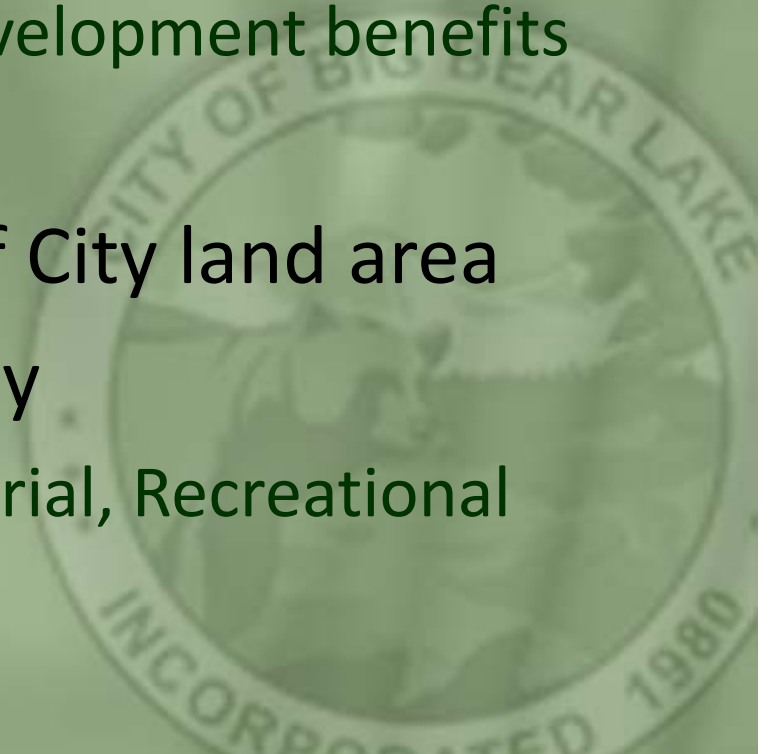 velopment benefits
f City land area
y
rial, Recreational
CITY OF BIG BEAR LAKE
INCORPORATED 1980